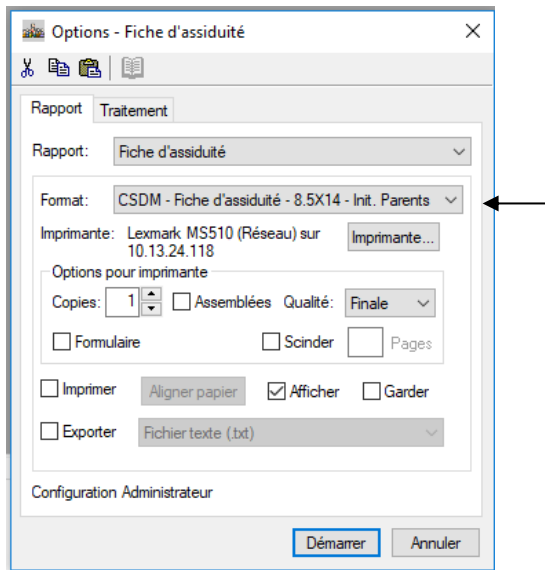 Options - Fiche d'assiduité
Rapport
Traitement
Rapport: Fiche d'assiduité
Format: CSDM - Fiche d'assiduité - 8.5X14 - Init. Parents
Imprimante: Lexmark MS510 (Réseau) sur Imprimante...
10.13.24.118
Options pour imprimante
Copies: 1 Assemblées Qualité: Finale
Formulaire Scinder Pages
Imprimer Aligner papier Afficher Garder
Exporter Fichier texte (.txt)
Configuration Administrateur
Démarrer Annuler